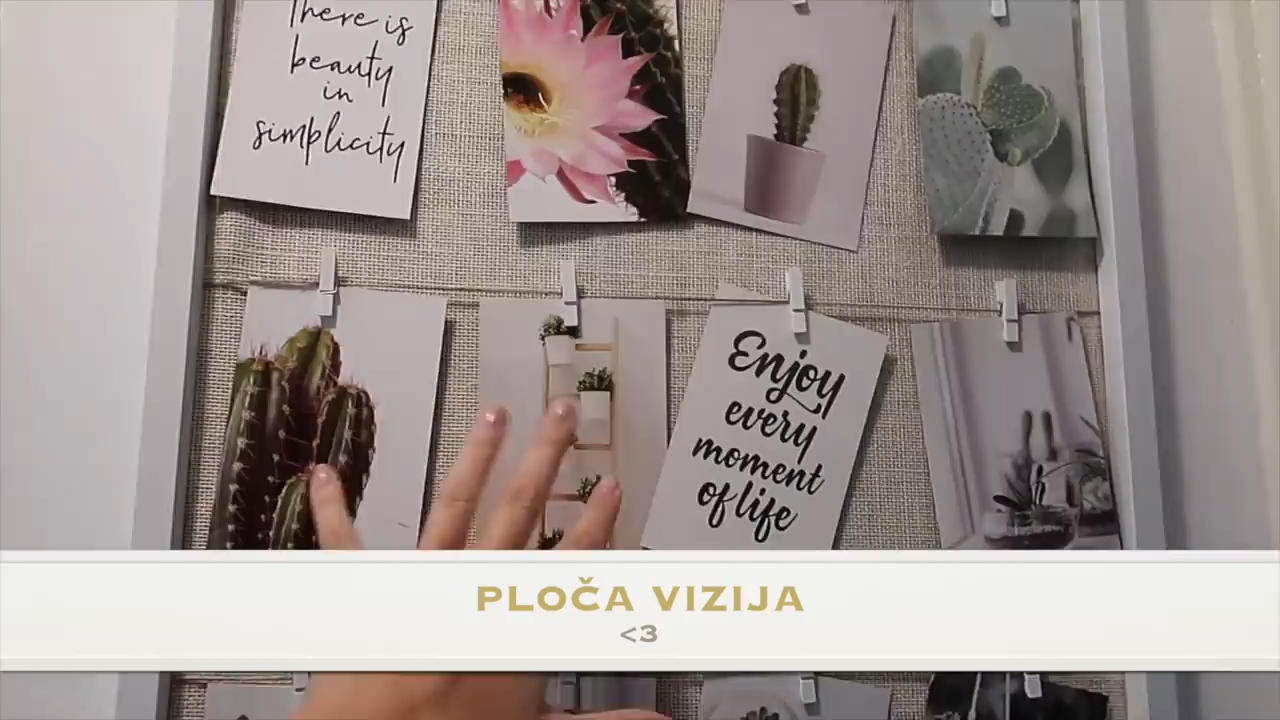 There is
beauty
in
simplicity
Enjoy
every
moment
of life
PLOČA VIZIJA
<3